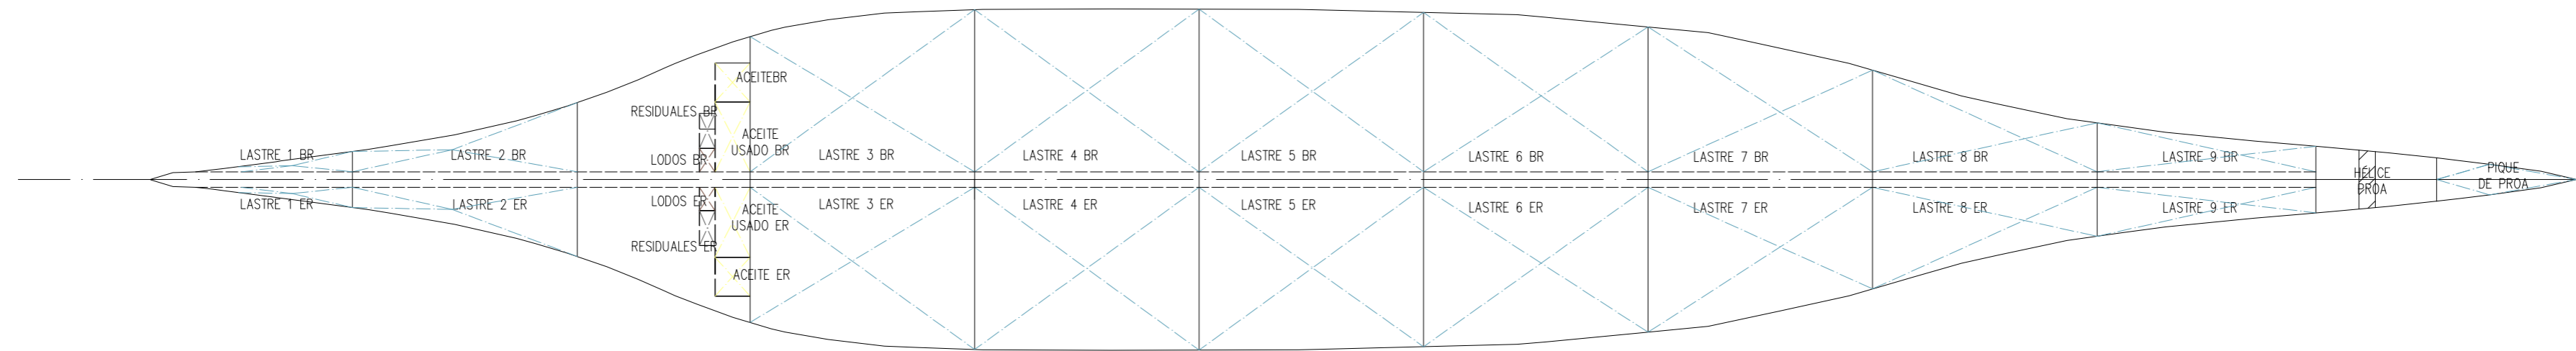 ACEITEBR
RESIDUALES BR
ACEITE
USADO BR
LODOS BR
LASTRE 1 BR
LASTRE 2 BR
LASTRE 3 BR
LASTRE 4 BR
LASTRE 5 BR
LASTRE 6 BR
LASTRE 7 BR
LASTRE 8 BR
LASTRE 9 BR
HÉLICE
PROA
PIQUE
DE PROA
LASTRE 1 ER
LASTRE 2 ER
LODOS ER
ACEITE
USADO ER
RESIDUALES ER
ACEITE ER
LASTRE 3 ER
LASTRE 4 ER
LASTRE 5 ER
LASTRE 6 ER
LASTRE 7 ER
LASTRE 8 ER
LASTRE 9 ER